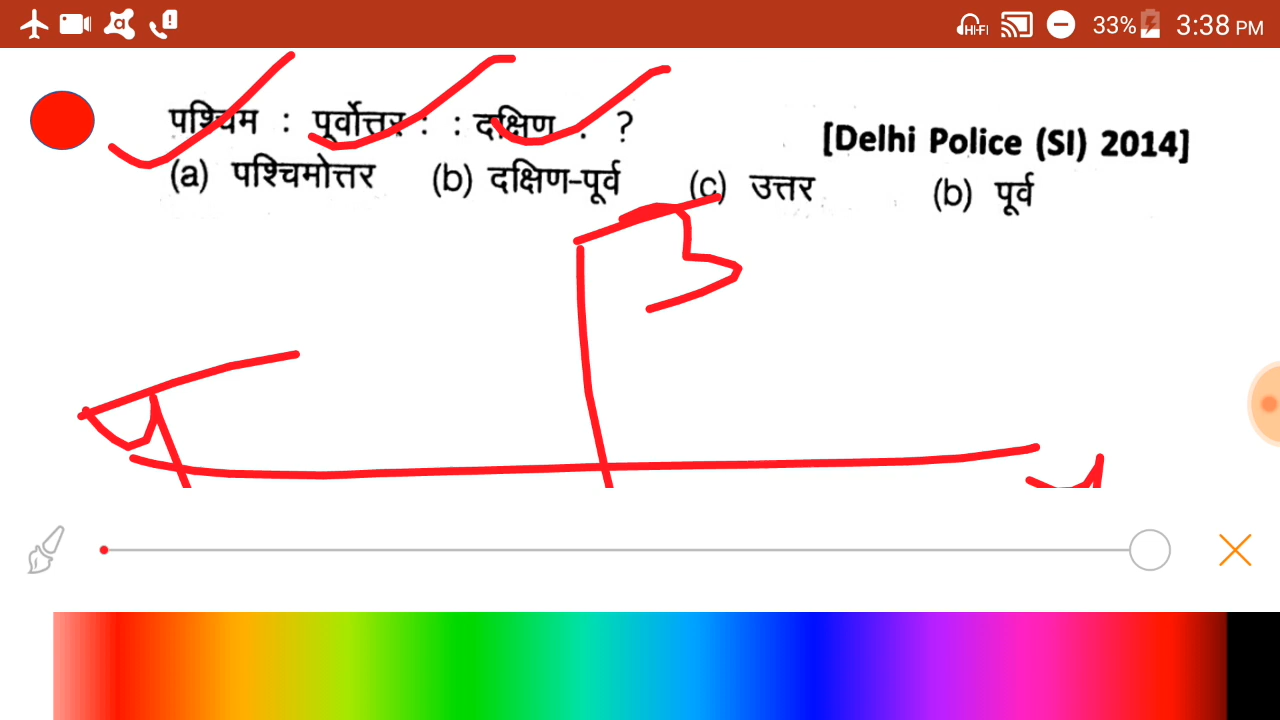 33% 3:38 PM
पश्चिम : पूर्वोत्तर : : दक्षिण : ?
[Delhi Police (SI) 2014]
(a) पश्चिमोत्तर (b) दक्षिण-पूर्व (c) उत्तर (b) पूर्व